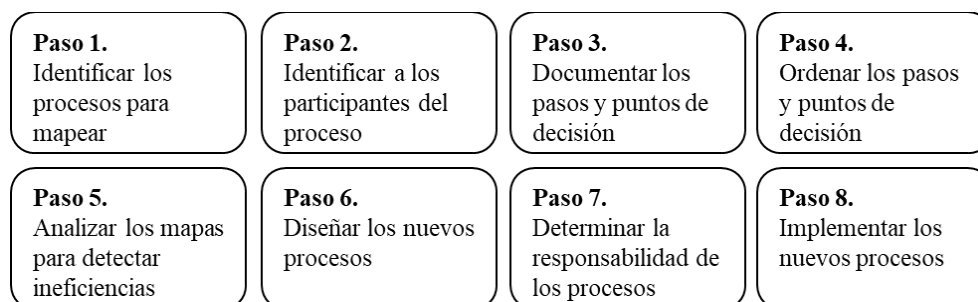 Paso 1.
Identificar los
procesos para
mapear
Paso 2.
Identificar a los
participantes del
proceso
Paso 3.
Documentar los
pasos y puntos de
decisión
Paso 4.
Ordenar los pasos
y puntos de
decisión
Paso 5.
Analizar los mapas
para detectar
ineficiencias
Paso 6.
Diseñar los nuevos
procesos
Paso 7.
Determinar la
responsabilidad de
los procesos
Paso 8.
Implementar los
nuevos procesos